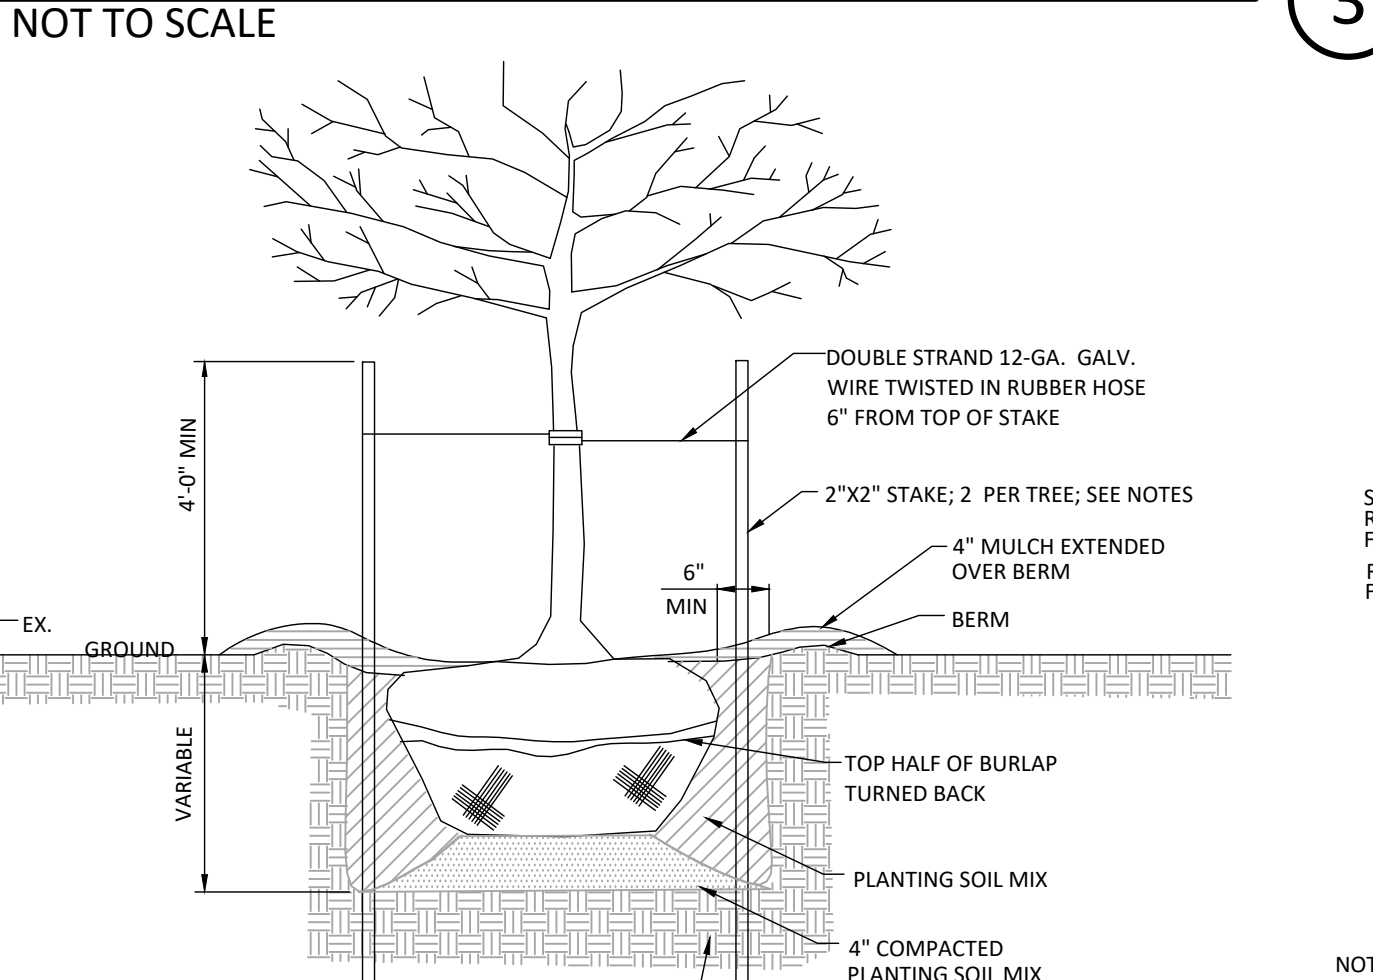 NOT TO SCALE
3
DOUBLE STRAND 12-GA. GALV.
WIRE TWISTED IN RUBBER HOSE
6" FROM TOP OF STAKE
4'-0" MIN
2"X2" STAKE; 2 PER TREE; SEE NOTES
4" MULCH EXTENDED
OVER BERM
6"
MIN
BERM
EX.
GROUND
VARIABLE
TOP HALF OF BURLAP
TURNED BACK
PLANTING SOIL MIX
4" COMPACTED
PLANTING SOIL MIX
S
R
F
F
F
NOT